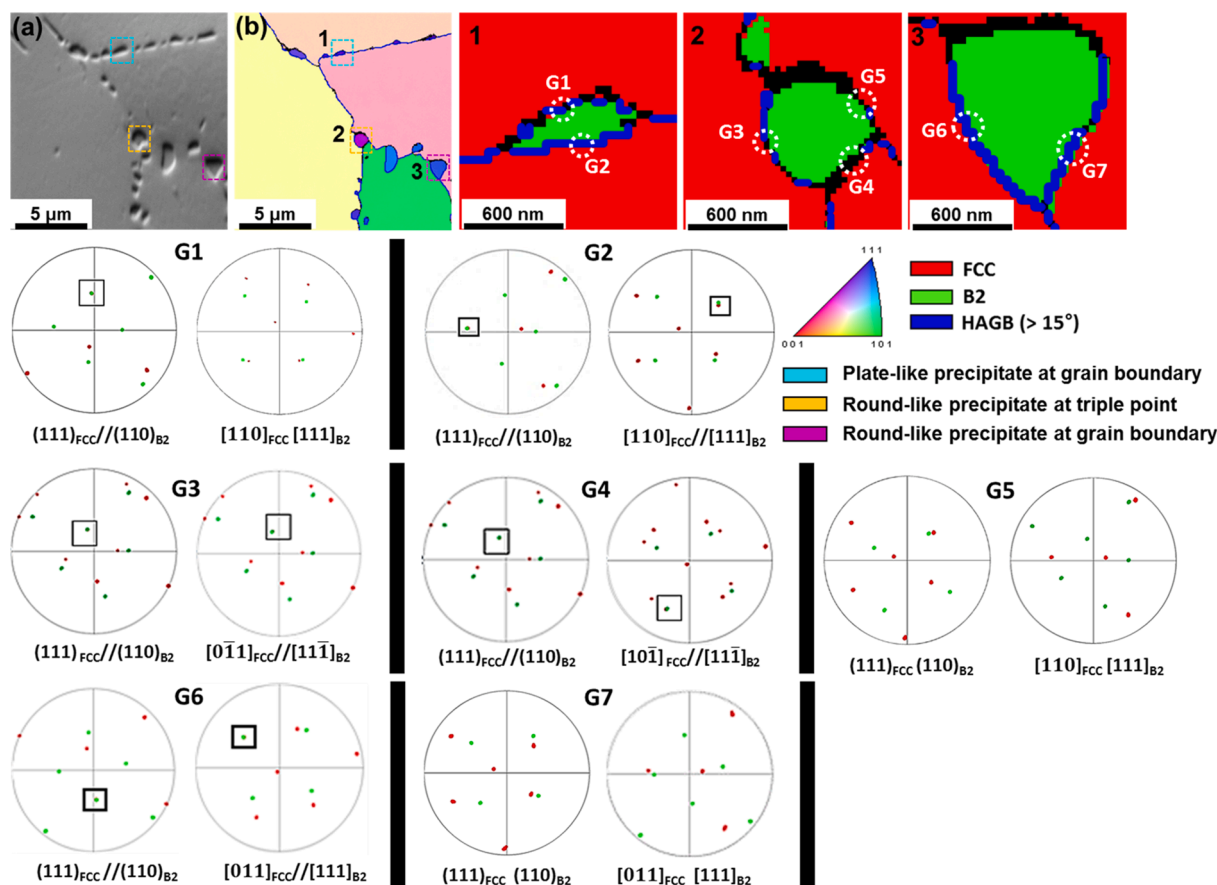 (a)
5 µm
(b)
1
2
3
5 µm
1
G1
G2
600 nm
2
G5
G3
G4
600 nm
3
G6
G7
600 nm
G1
(111)FCC//(110)B2
[110]FCC [111]B2
G2
(111)FCC//(110)B2
[110]FCC//[111]B2
111
001
101
FCC
B2
HAGB (> 15°)
Plate-like precipitate at grain boundary
Round-like precipitate at triple point
Round-like precipitate at grain boundary
G3
(111)FCC//(110)B2
[01̅1]FCC//[111̅]B2
G4
(111)FCC//(110)B2
[101̅]FCC//[111̅]B2
G5
(111)FCC (110)B2
[110]FCC [111]B2
G6
(111)FCC//(110)B2
[011]FCC//[111]B2
G7
(111)FCC (110)B2
[011]FCC [111]B2